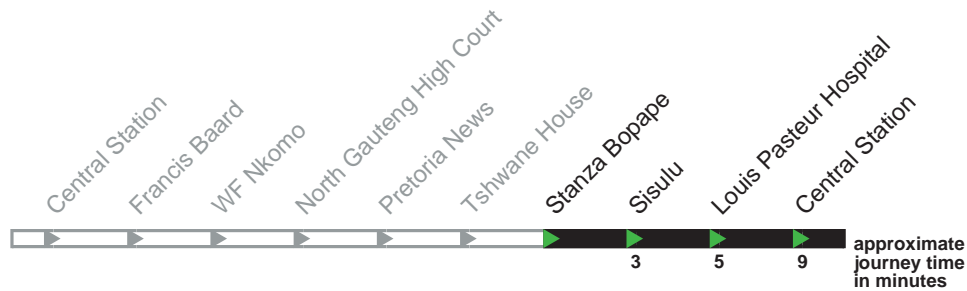 Central Station
Francis Baard
WF Nkomo
North Gauteng High Court
Pretoria News
Tshwane House
Stanza Bopape
Sisulu
Louis Pasteur Hospital
Central Station
3
5
9
approximate
journey time
in minutes